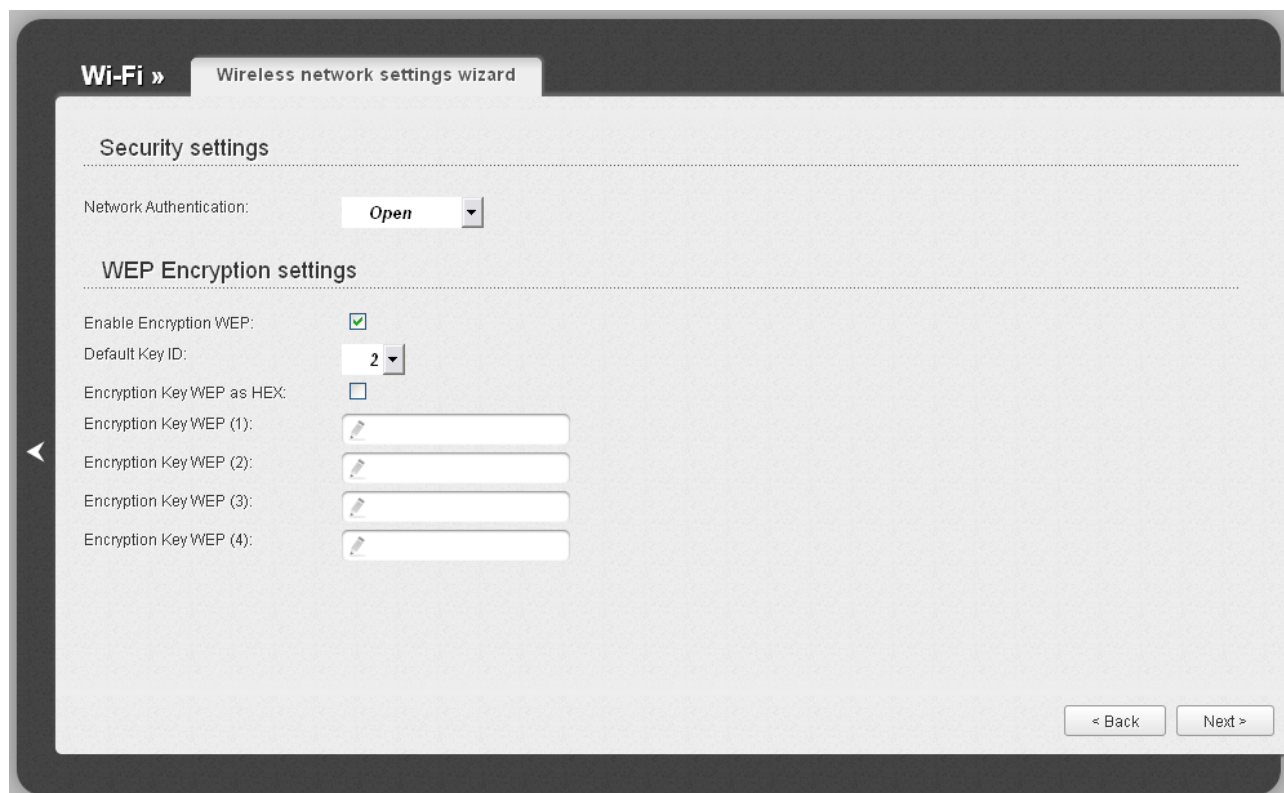 Wi-Fi » Wireless network settings wizard
Security settings
Network Authentication: Open
WEP Encryption settings
Enable Encryption WEP:
Default Key ID: 2
Encryption Key WEP as HEX:
Encryption Key WEP (1):
Encryption Key WEP (2):
Encryption Key WEP (3):
Encryption Key WEP (4):
< Back Next >